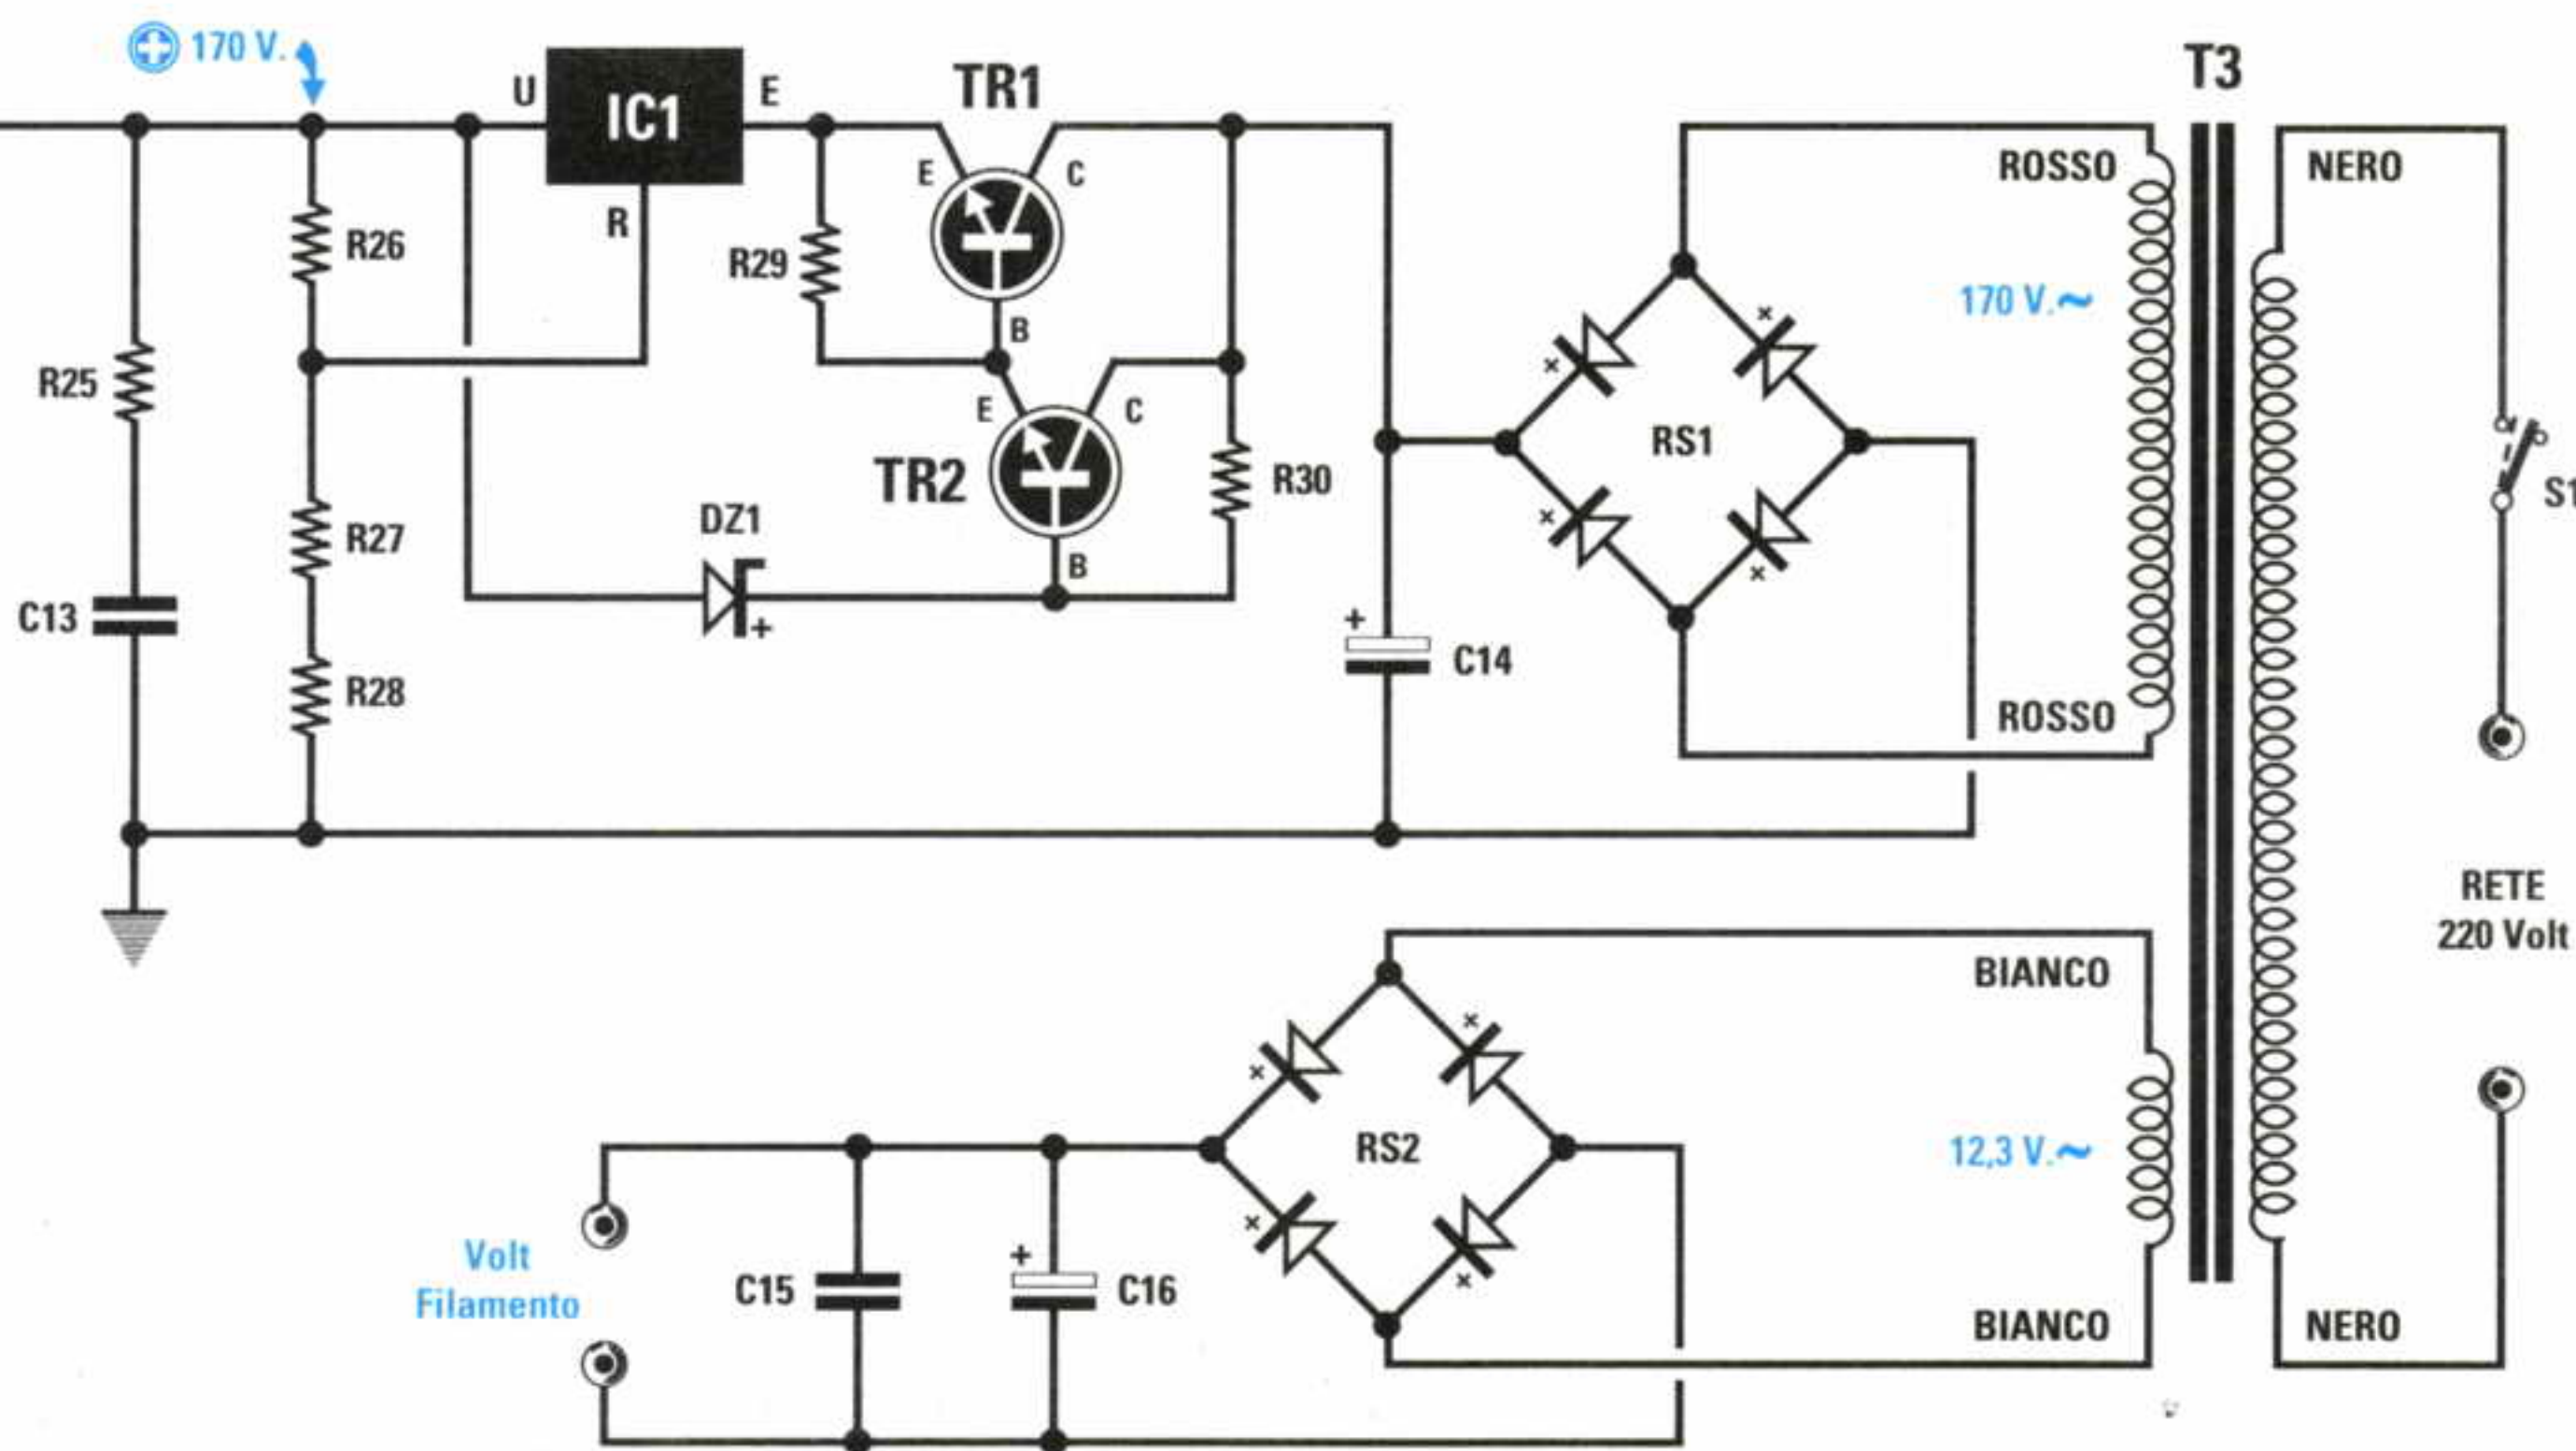 170 V.
U
IC1
E
TR1
T3
R
E
C
ROSSO
NERO
R26
R29
170 V.~
B
R25
E
C
RS1
TR2
R30
S1
DZ1
R27
B
+
C13
+
C14
R28
ROSSO
RETE
220 Volt
BIANCO
RS2
12,3 V.~
Volt
Filamento
C15
+
C16
BIANCO
NERO